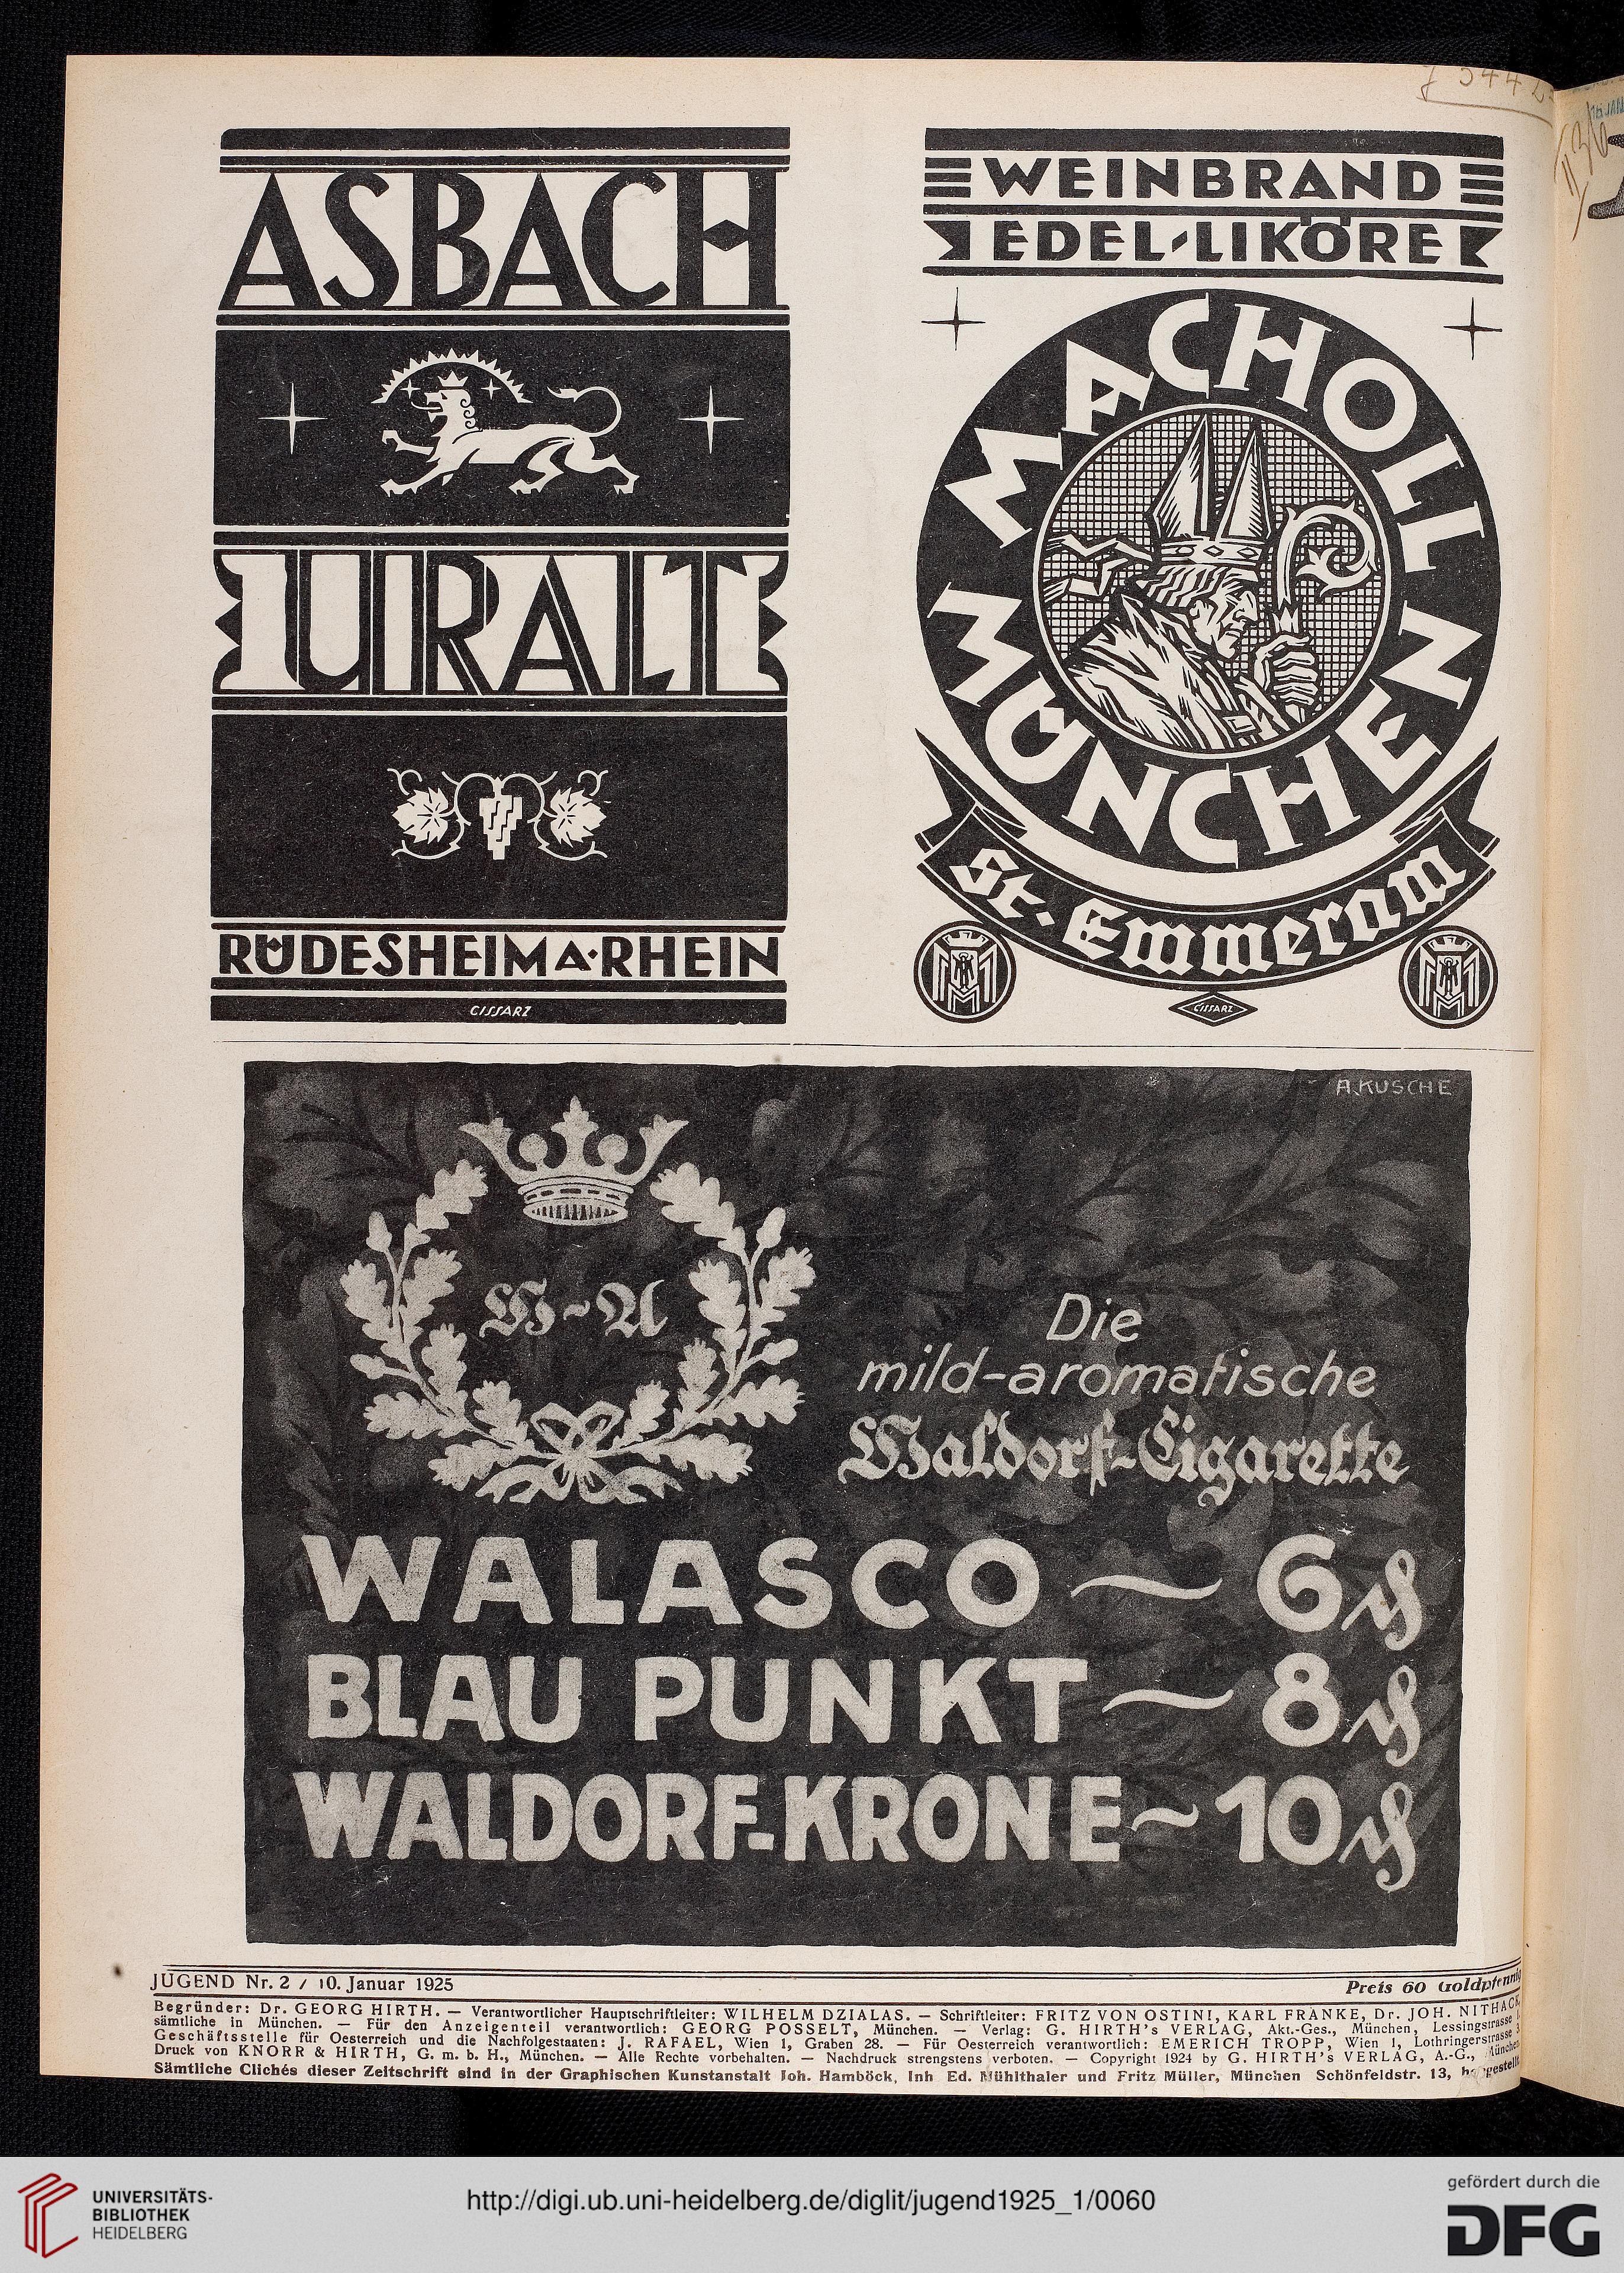 ASBACH
URALT
RÜDESHEIM A·RHEIN
CISSARZ
WEINBRAND
EDEL-LIKÖRE
MACHOLL
MÜNCHEN
St. Emmeram
CISSARZ
A.KUSCHE
W-A
Die
mild-aromatische
Waldorf-Cigarette
WALASCO ~ 6 ₰
BLAU PUNKT ~ 8 ₰
WALDORF-KRONE ~ 10 ₰
JUGEND Nr. 2 / 10. Januar 1925
Preis 60 Goldpfennig
Begründer: Dr. GEORG HIRTH. — Verantwortlicher Hauptschriftleiter: WILHELM DZIALAS. — Schriftleiter: FRITZ VON OSTINI, KARL FRANKE, Dr. JOH. NITHACK,
sämtliche in München. — Für den Anzeigenteil verantwortlich: GEORG POSSELT, München. — Verlag: G. HIRTH's VERLAG, Akt.-Ges., München, Lessingstrasse 1.
Geschäftsstelle für Oesterreich und die Nachfolgestaaten: J. RAFAEL, Wien 1, Graben 28. — Für Oesterreich verantwortlich: EMERICH TROPP, Wien 1, Lothringerstrasse 3.
Druck von KNORR & HIRTH, G. m. b. H., München. — Alle Rechte vorbehalten. — Nachdruck strengstens verboten. — Copyright 1924 by G. HIRTH's VERLAG, A.-G., München.
Sämtliche Clichés dieser Zeitschrift sind in der Graphischen Kunstanstalt Joh. Hamböck, Inh Ed. Mühlthaler und Fritz Müller, München Schönfeldstr. 13, hergestellt.
UNIVERSITÄTS-
BIBLIOTHEK
HEIDELBERG
http://digi.ub.uni-heidelberg.de/diglit/jugend1925_1/0060
gefördert durch die
DFG